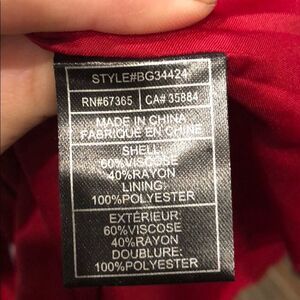 STYLE#BG34424
RN#67365 CA# 35884
MADE IN CHINA
FABRIQUÉ EN CHINE
SHELL:
60%VISCOSE
40%RAYON
LINING:
100%POLYESTER
EXTÉRIEUR:
60%VISCOSE
40%RAYON
DOUBLURE:
100%POLYESTER